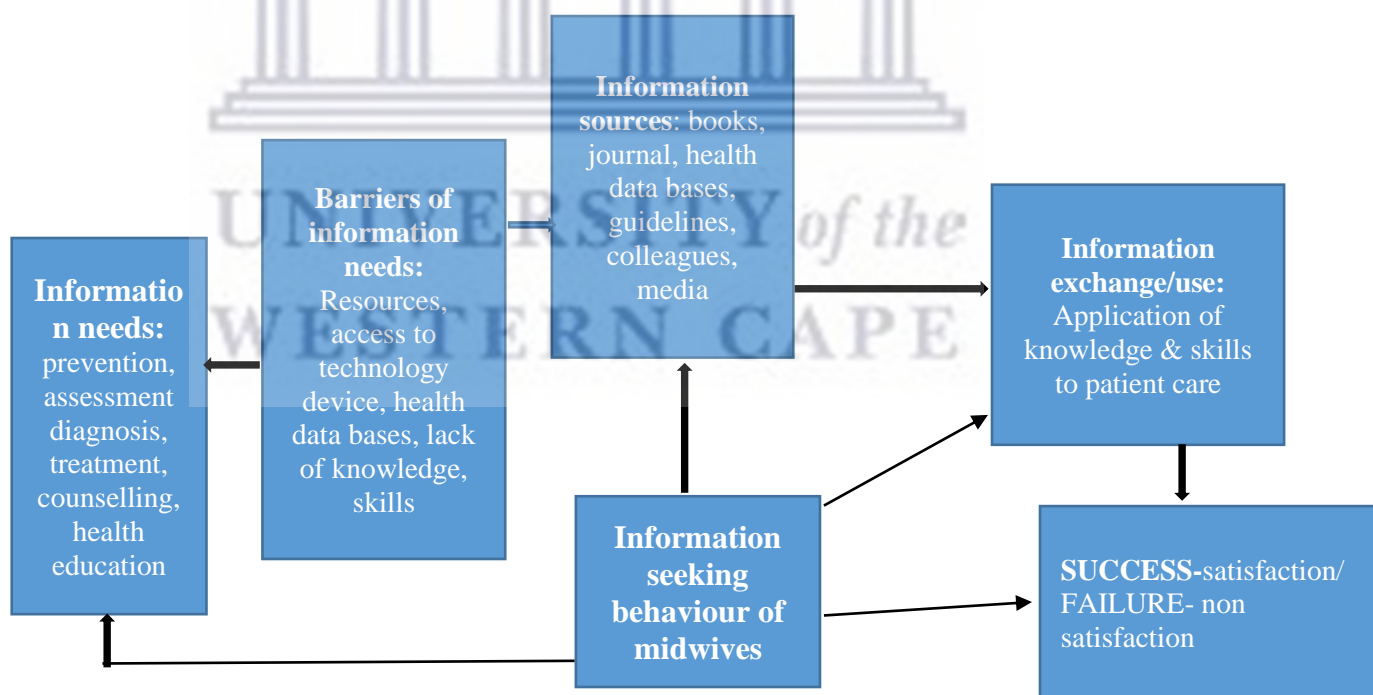 Information
sources: books,
journal, health
data bases,
guidelines,
colleagues,
media
Barriers of
information
needs:
Resources,
access to
technology
device, health
data bases, lack
of knowledge,
skills
Informatio
n needs:
prevention,
assessment
diagnosis,
treatment,
counselling,
health
education
Information
exchange/use:
Application of
knowledge & skills
to patient care
Information
seeking
behaviour of
midwives
SUCCESS-satisfaction/
FAILURE- non
satisfaction
UNIVERSITY of the
WESTERN CAPE